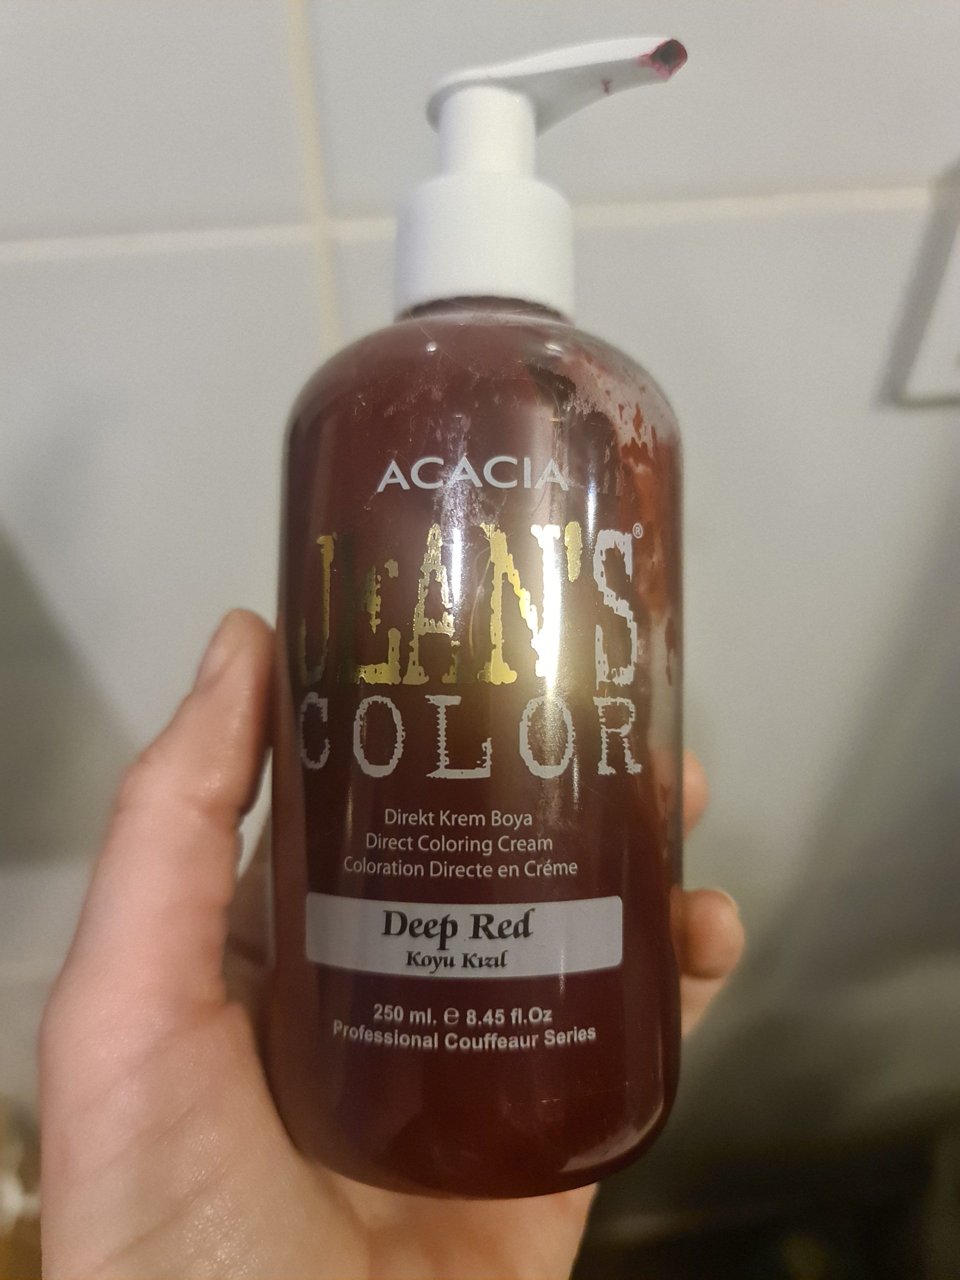 ACACIA
JEAN'S®
COLOR
Direkt Krem Boya
Direct Coloring Cream
Coloration Directe en Créme
Deep Red
Koyu Kızıl
250 ml. ℮ 8.45 fl.Oz
Professional Couffeaur Series